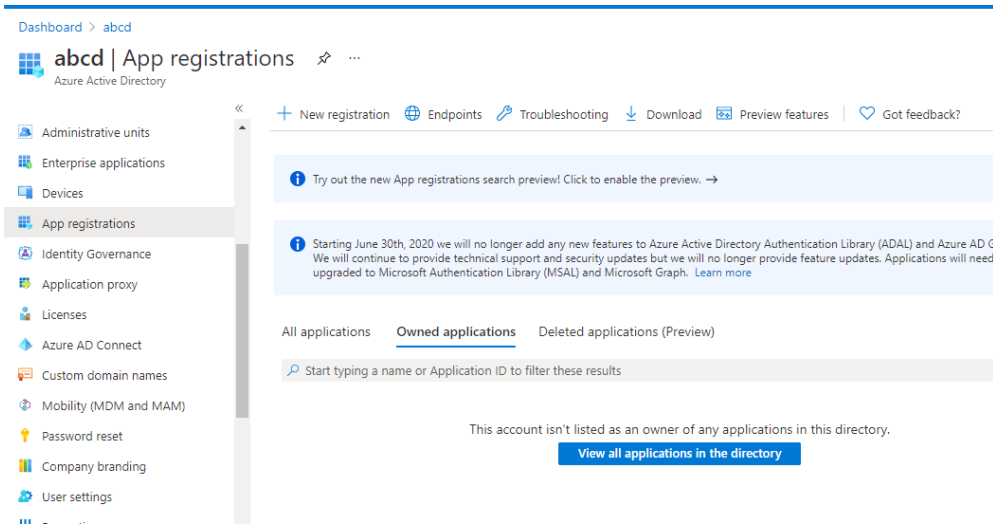 Dashboard > abcd
abcd | App registrations
Azure Active Directory
Administrative units
Enterprise applications
Devices
App registrations
Identity Governance
Application proxy
Licenses
Azure AD Connect
Custom domain names
Mobility (MDM and MAM)
Password reset
Company branding
User settings
New registration Endpoints Troubleshooting Download Preview features Got feedback?
Try out the new App registrations search preview! Click to enable the preview. →
Starting June 30th, 2020 we will no longer add any new features to Azure Active Directory Authentication Library (ADAL) and Azure AD G
We will continue to provide technical support and security updates but we will no longer provide feature updates. Applications will need
upgraded to Microsoft Authentication Library (MSAL) and Microsoft Graph. Learn more
All applications Owned applications Deleted applications (Preview)
Start typing a name or Application ID to filter these results
This account isn't listed as an owner of any applications in this directory.
View all applications in the directory